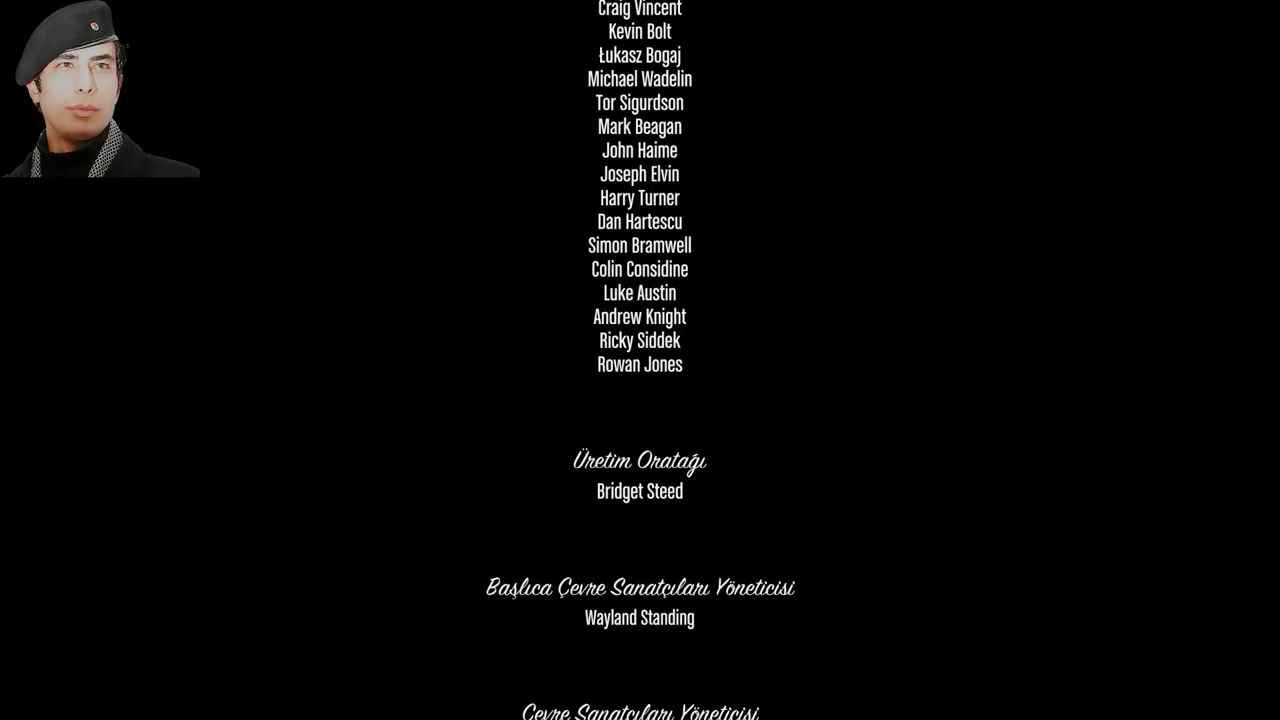 Craig Vincent
Kevin Bolt
Łukasz Bogaj
Michael Wadelin
Tor Sigurdson
Mark Beagan
John Haime
Joseph Elvin
Harry Turner
Dan Hartescu
Simon Bramwell
Colin Considine
Luke Austin
Andrew Knight
Ricky Siddek
Rowan Jones
Üretim Oratağı
Bridget Steed
Başlıca Çevre Sanatçıları Yöneticisi
Wayland Standing
Çevre Sanatçıları Yöneticisi